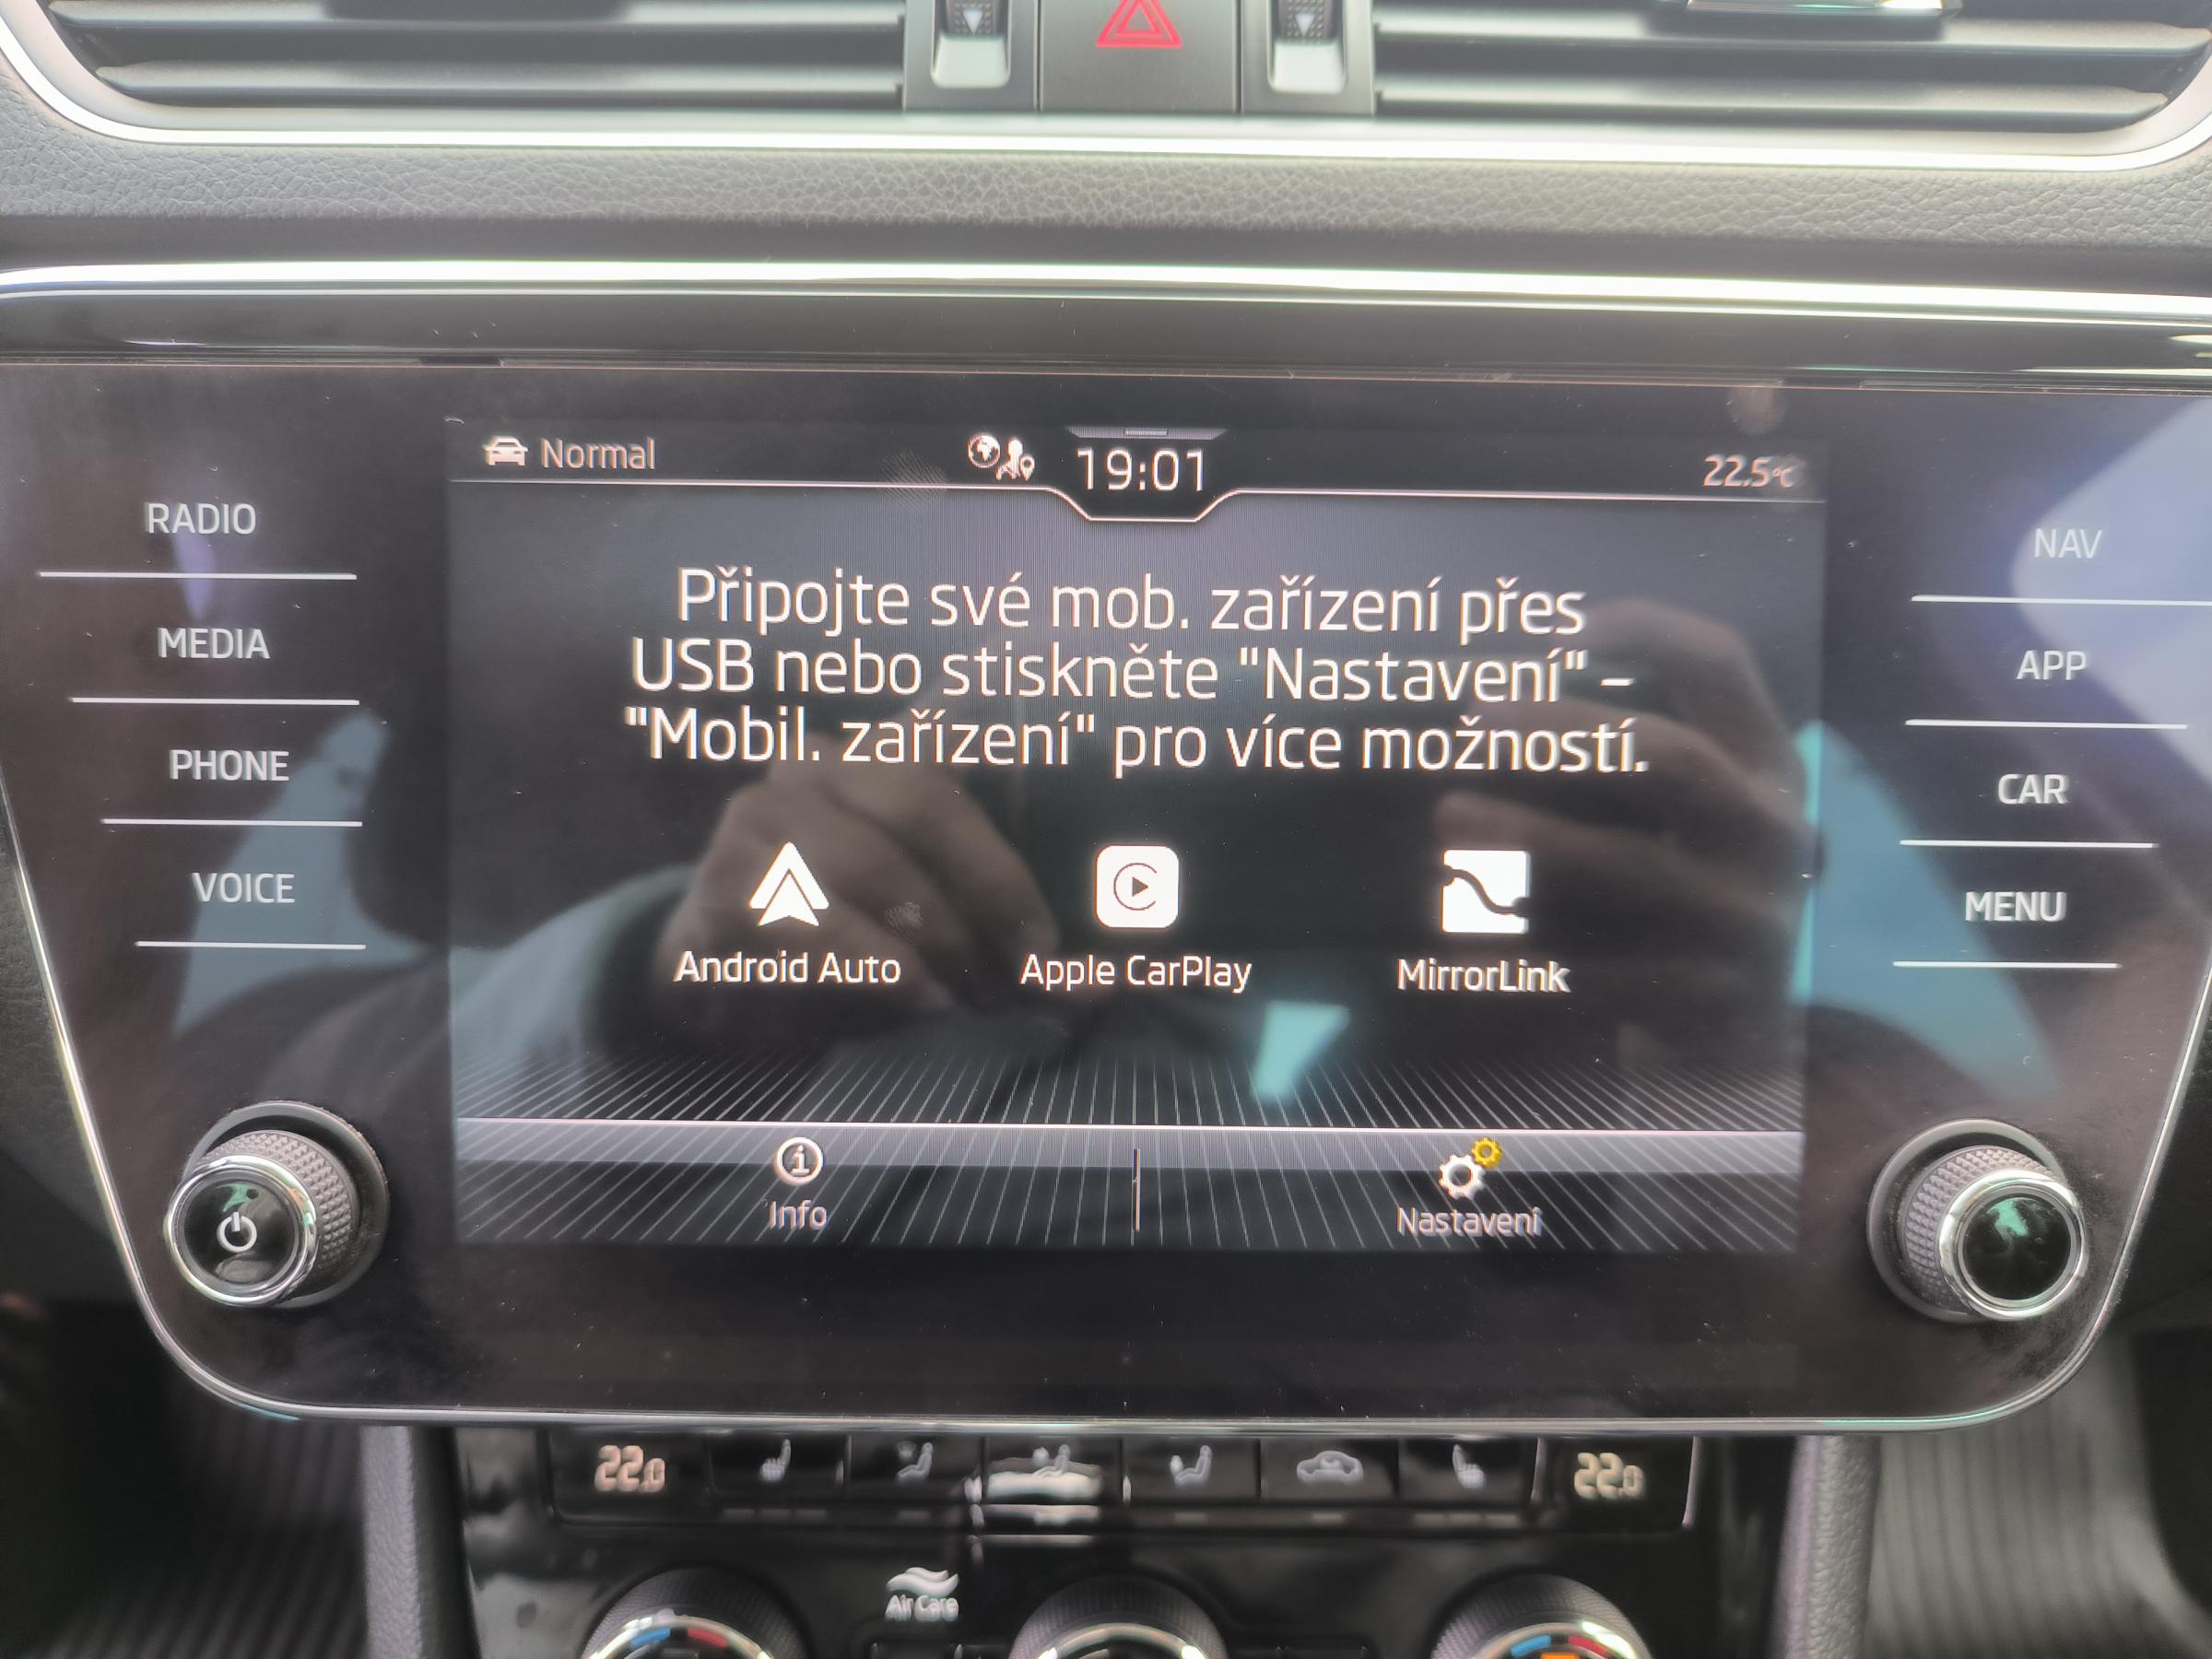 Normal
19:01
22.5°C
RADIO
MEDIA
PHONE
VOICE
NAV
APP
CAR
MENU
Připojte své mob. zařízení přes
USB nebo stiskněte "Nastavení" –
"Mobil. zařízení" pro více možností.
Android Auto
Apple CarPlay
MirrorLink
Info
Nastavení
22.0
22.0
Air Care